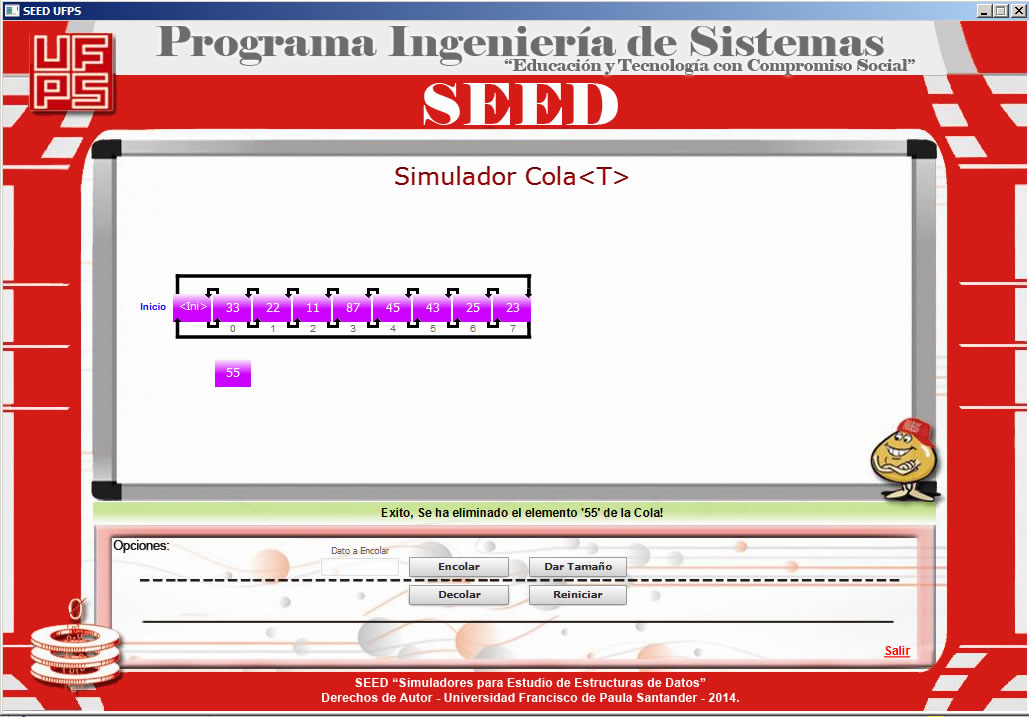 SEED UFPS
UFPS
Programa Ingeniería de Sistemas
“Educación y Tecnología con Compromiso Social”
SEED
Simulador Cola<T>
Inicio <Ini> 33 22 11 87 45 43 25 23
0 1 2 3 4 5 6 7
55
Exito, Se ha eliminado el elemento '55' de la Cola!
Opciones:
Dato a Encolar
Encolar Dar Tamaño
Decolar Reiniciar
Salir
SEED “Simuladores para Estudio de Estructuras de Datos”
Derechos de Autor - Universidad Francisco de Paula Santander - 2014.